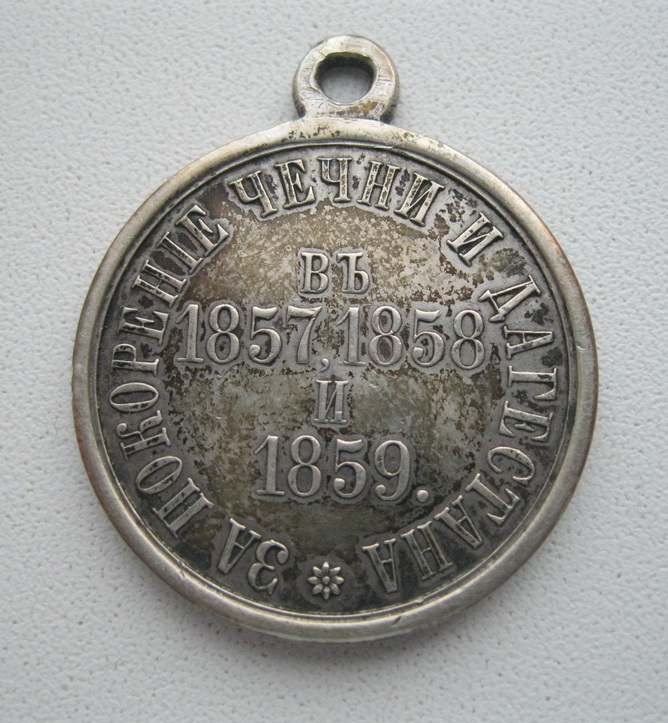 ЗА ПОКОРЕНІЕ ЧЕЧНИ И ДАГЕСТАНА
ВЪ
1857, 1858
И
1859.